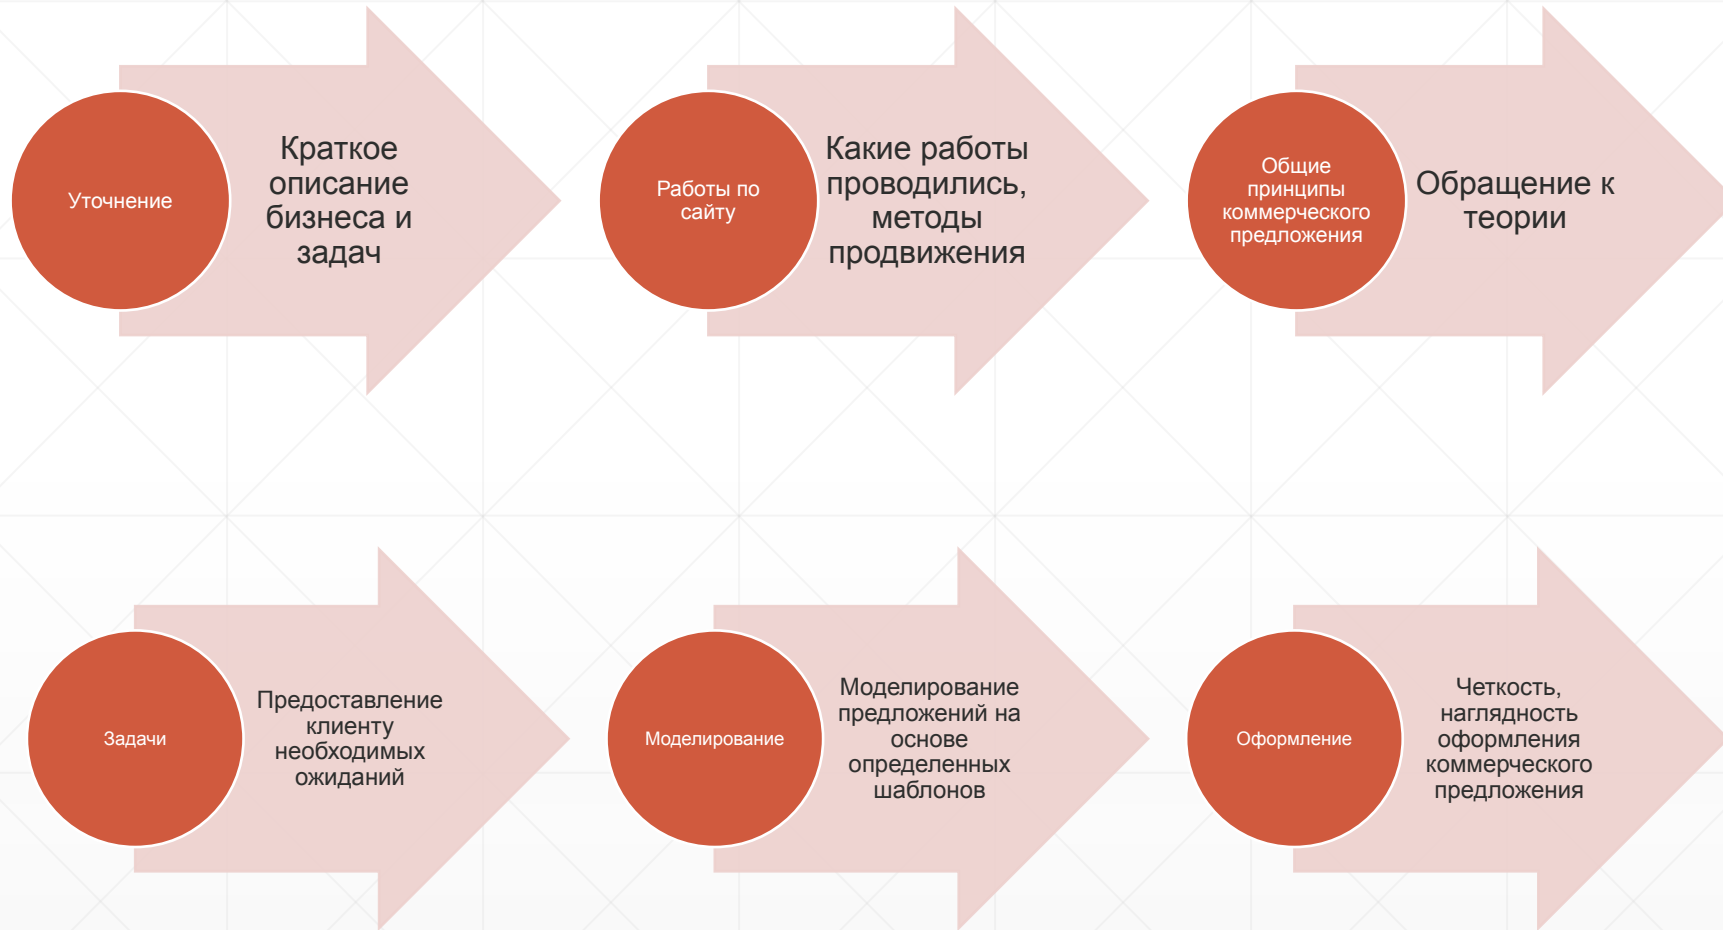 Уточнение
Краткое
описание
бизнеса и
задач
Работы по
сайту
Какие работы
проводились,
методы
продвижения
Общие
принципы
коммерческого
предложения
Обращение к
теории
Задачи
Предоставление
клиенту
необходимых
ожиданий
Моделирование
Моделирование
предложений на
основе
определенных
шаблонов
Оформление
Четкость,
наглядность
оформления
коммерческого
предложения